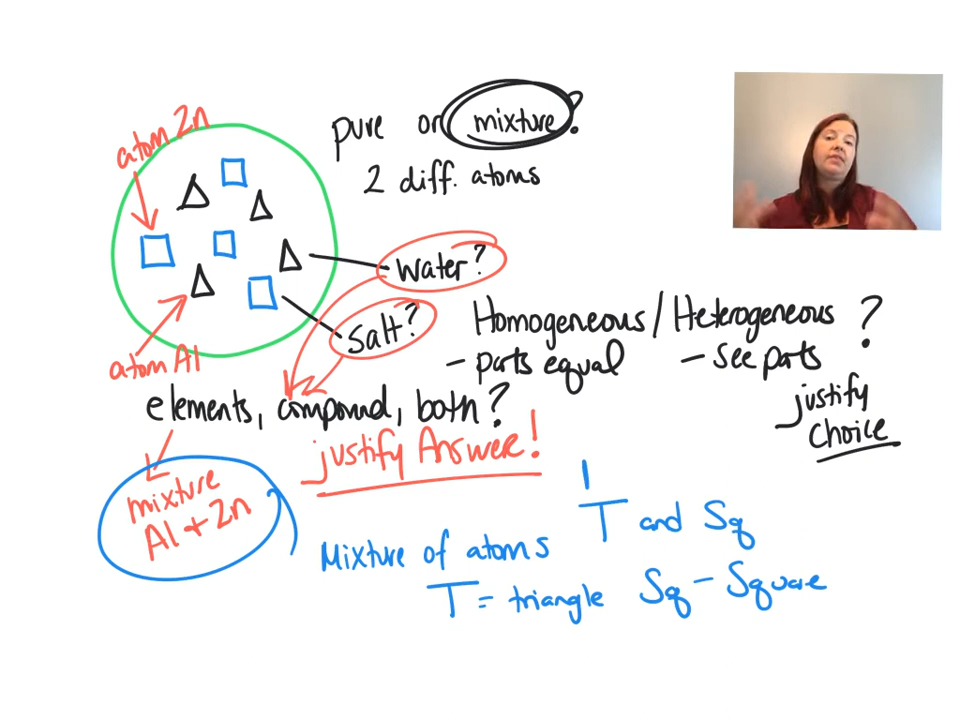 atom Zn
pure or mixture?
2 diff. atoms
Water?
Salt?
Homogeneous / Heterogeneous ?
- parts equal - see parts
justify
choice
atom Al
elements, compound, both?
justify Answer!
mixture
Al + Zn
T and Sq
Mixture of atoms
T = triangle Sq - Square